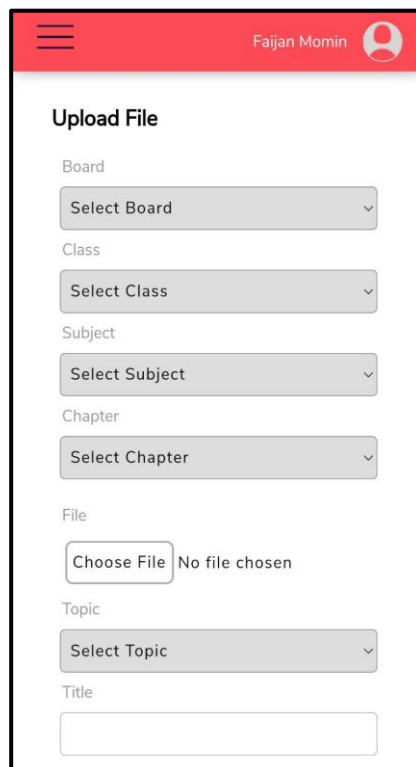 Faijan Momin
Upload File
Board
Select Board
Class
Select Class
Subject
Select Subject
Chapter
Select Chapter
File
Choose File No file chosen
Topic
Select Topic
Title